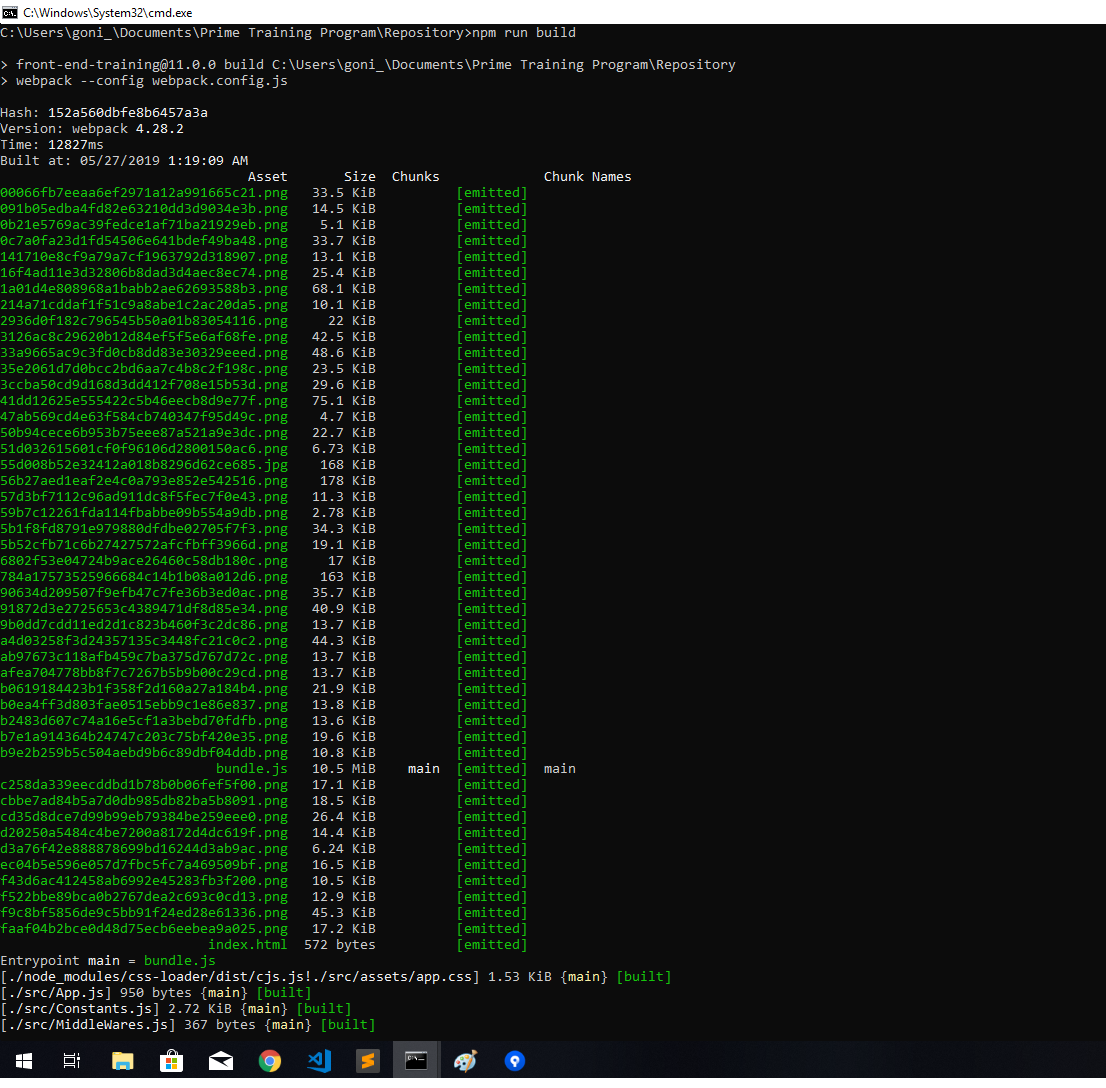 C:\Windows\System32\cmd.exe
C:\Users\goni_\Documents\Prime Training Program\Repository>npm run build
> front-end-training@11.0.0 build C:\Users\goni_\Documents\Prime Training Program\Repository
> webpack --config webpack.config.js
Hash: 152a560dbfe8b6457a3a
Version: webpack 4.28.2
Time: 12827ms
Built at: 05/27/2019 1:19:09 AM
Asset Size Chunks Chunk Names
00066fb7eeaa6ef2971a12a991665c21.png 33.5 KiB [emitted]
091b05edba4fd82e63210dd3d9034e3b.png 14.5 KiB [emitted]
0b21e5769ac39fedce1af71ba21929eb.png 5.1 KiB [emitted]
0c7a0fa23d1fd54506e641bdef49ba48.png 33.7 KiB [emitted]
141710e8cf9a79a7cf1963792d318907.png 13.1 KiB [emitted]
16f4ad11e3d32806b8dad3d4aec8ec74.png 25.4 KiB [emitted]
1a01d4e808968a1babb2ae62693588b3.png 68.1 KiB [emitted]
214a71cddaf1f51c9a8abe1c2ac20da5.png 10.1 KiB [emitted]
2936d0f182c796545b50a01b83054116.png 22 KiB [emitted]
3126ac8c29620b12d84ef5f5e6af68fe.png 42.5 KiB [emitted]
33a9665ac9c3fd0cb8dd83e30329eeed.png 48.6 KiB [emitted]
35e2061d7d0bcc2bd6aa7c4b8c2f198c.png 23.5 KiB [emitted]
3ccba50cd9d168d3dd412f708e15b53d.png 29.6 KiB [emitted]
41dd12625e555422c5b46eecb8d9e77f.png 75.1 KiB [emitted]
47ab569cd4e63f584cb740347f95d49c.png 4.7 KiB [emitted]
50b94cece6b953b75eee87a521a9e3dc.png 22.7 KiB [emitted]
51d032615601cf0f96106d2800150ac6.png 6.73 KiB [emitted]
55d008b52e32412a018b8296d62ce685.jpg 168 KiB [emitted]
56b27aed1eaf2e4c0a793e852e542516.png 178 KiB [emitted]
57d3bf7112c96ad911dc8f5fec7f0e43.png 11.3 KiB [emitted]
59b7c12261fda114fbabbe09b554a9db.png 2.78 KiB [emitted]
5b1f8fd8791e979880dfdbe02705f7f3.png 34.3 KiB [emitted]
5b52cfb71c6b27427572afcfbff3966d.png 19.1 KiB [emitted]
6802f53e04724b9ace26460c58db180c.png 17 KiB [emitted]
784a17573525966684c14b1b08a012d6.png 163 KiB [emitted]
90634d209507f9efb47c7fe36b3ed0ac.png 35.7 KiB [emitted]
91872d3e2725653c4389471df8d85e34.png 40.9 KiB [emitted]
9b0dd7cdd11ed2d1c823b460f3c2dc86.png 13.7 KiB [emitted]
a4d03258f3d24357135c3448fc21c0c2.png 44.3 KiB [emitted]
ab97673c118afb459c7ba375d767d72c.png 13.7 KiB [emitted]
afea704778bb8f7c7267b5b9b00c29cd.png 13.7 KiB [emitted]
b0619184423b1f358f2d160a27a184b4.png 21.9 KiB [emitted]
b0ea4ff3d803fae0515ebb9c1e86e837.png 13.8 KiB [emitted]
b2483d607c74a16e5cf1a3bebd70fdfb.png 13.6 KiB [emitted]
b7e1a914364b24747c203c75bf420e35.png 19.6 KiB [emitted]
b9e2b259b5c504aebd9b6c89dbf04ddb.png 10.8 KiB [emitted]
bundle.js 10.5 MiB main [emitted] main
c258da339eecddbd1b78b0b06fef5f00.png 17.1 KiB [emitted]
cbbe7ad84b5a7d0db985db82ba5b8091.png 18.5 KiB [emitted]
cd35d8dce7d99b99eb79384be259eee0.png 26.4 KiB [emitted]
d20250a5484c4be7200a8172d4dc619f.png 14.4 KiB [emitted]
d3a76f42e888878699bd16244d3ab9ac.png 6.24 KiB [emitted]
ec04b5e596e057d7fbc5fc7a469509bf.png 16.5 KiB [emitted]
f43d6ac412458ab6992e45283fb3f200.png 10.5 KiB [emitted]
f522bbe89bca0b2767dea2c693c0cd13.png 12.9 KiB [emitted]
f9c8bf5856de9c5bb91f24ed28e61336.png 45.3 KiB [emitted]
faaf04b2bce0d48d75ecb6eebea9a025.png 17.2 KiB [emitted]
index.html 572 bytes [emitted]
Entrypoint main = bundle.js
[./node_modules/css-loader/dist/cjs.js!./src/assets/app.css] 1.53 KiB {main} [built]
[./src/App.js] 950 bytes {main} [built]
[./src/Constants.js] 2.72 KiB {main} [built]
[./src/MiddleWares.js] 367 bytes {main} [built]